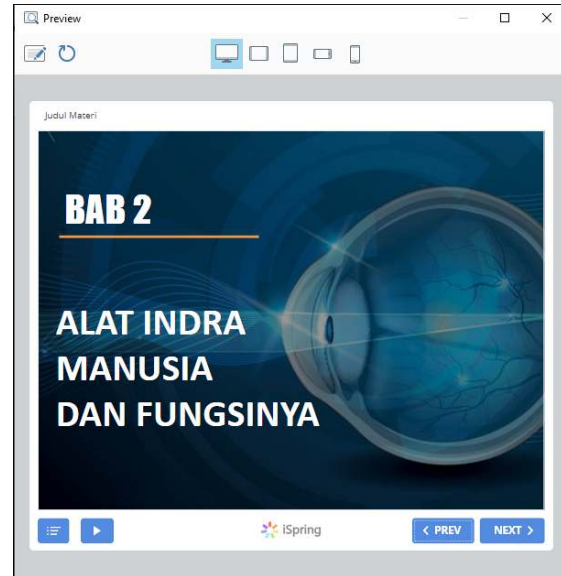 Preview
Judul Materi
BAB 2
ALAT INDRA
MANUSIA
DAN FUNGSINYA
iSpring
< PREV
NEXT >